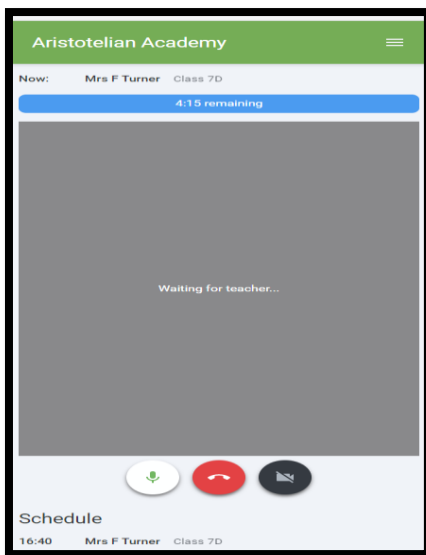 Aristotelian Academy
Now: Mrs F Turner Class 7D
4:15 remaining
Waiting for teacher...
Schedule
16:40 Mrs F Turner Class 7D